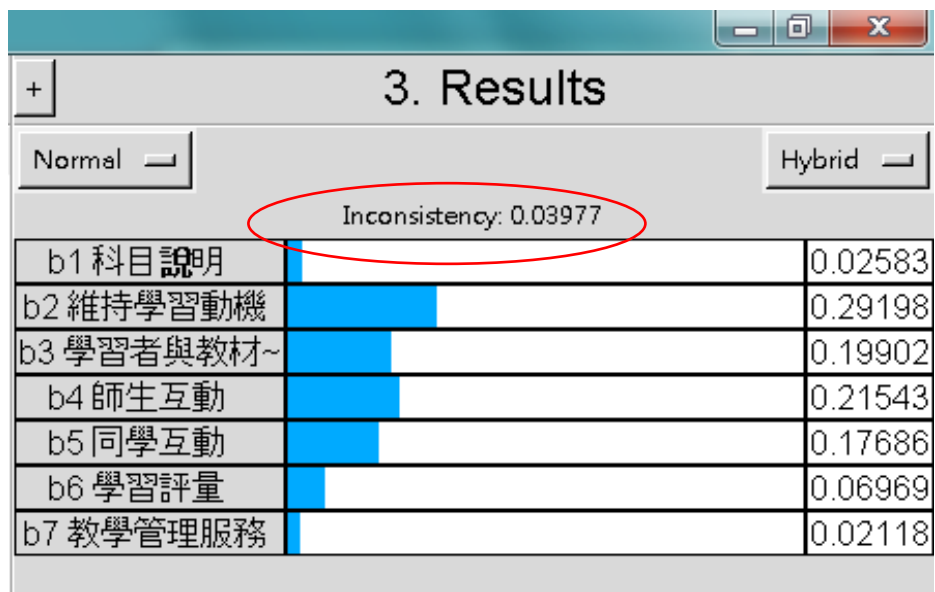 + 3. Results
Normal Hybrid
Inconsistency: 0.03977
b1 科目說明 0.02583
b2 維持學習動機 0.29198
b3 學習者與教材~ 0.19902
b4 師生互動 0.21543
b5 同學互動 0.17686
b6 學習評量 0.06969
b7 教學管理服務 0.02118